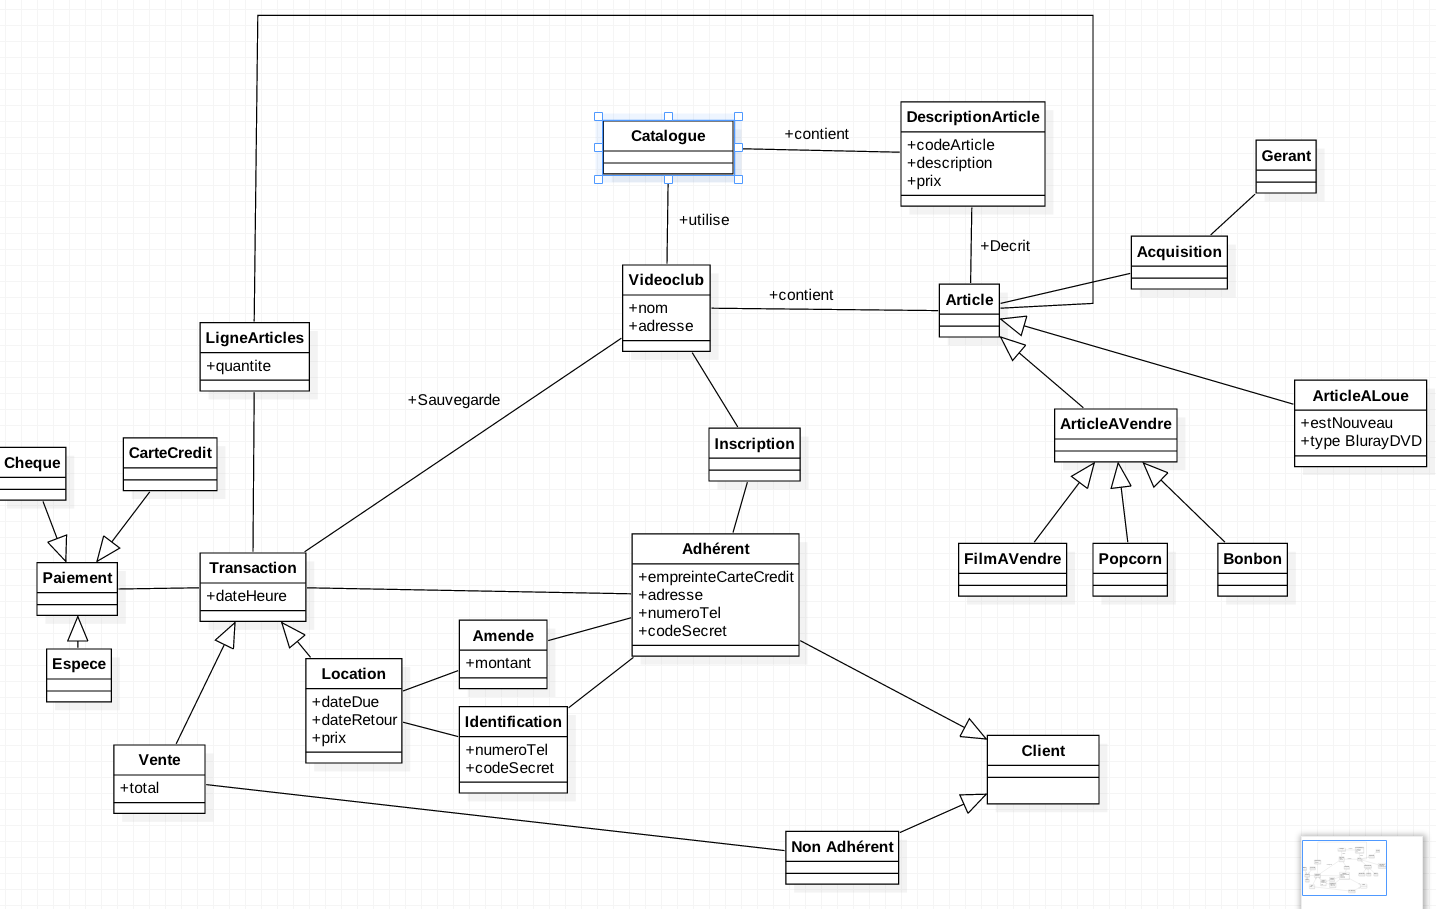 Catalogue
+contient
DescriptionArticle
+codeArticle
+description
+prix
Gerant
+utilise
+Decrit
Acquisition
Videoclub
+nom
+adresse
+contient
Article
LigneArticles
+quantite
+Sauvegarde
ArticleALoue
+estNouveau
+type BlurayDVD
ArticleAVendre
Inscription
Cheque
CarteCredit
Adhérent
+empreinteCarteCredit
+adresse
+numeroTel
+codeSecret
FilmAVendre
Popcorn
Bonbon
Paiement
Transaction
+dateHeure
Amende
+montant
Espece
Location
+dateDue
+dateRetour
+prix
Identification
+numeroTel
+codeSecret
Vente
+total
Client
Non Adhérent